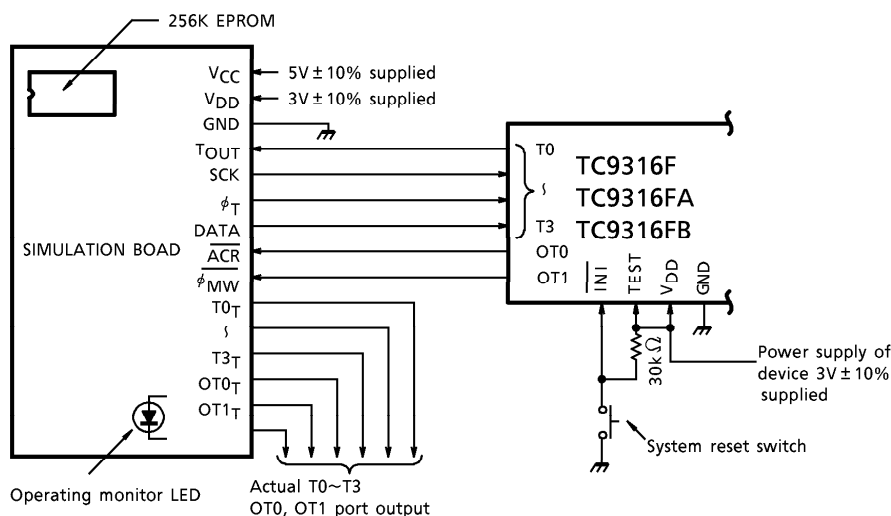 256K EPROM
VCC
5V ± 10% supplied
VDD
3V ± 10% supplied
GND
TOUT
SCK
ϕT
DATA
ACR
ϕMW
T0T
~
T3T
OT0T
OT1T
SIMULATION BOAD
T0
~
T3
OT0
OT1
TC9316F
TC9316FA
TC9316FB
INI
TEST
VDD
GND
30kΩ
Power supply of
device 3V ± 10%
supplied
System reset switch
Operating monitor LED
Actual T0~T3
OT0, OT1 port output